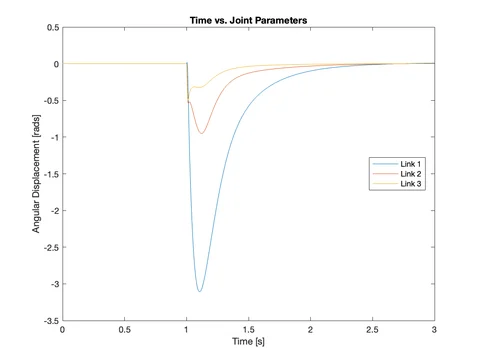 Time vs. Joint Parameters
Angular Displacement [rads]
0.5
0
-0.5
-1
-1.5
-2
-2.5
-3
-3.5
Link 1
Link 2
Link 3
0 0.5 1 1.5 2 2.5 3
Time [s]